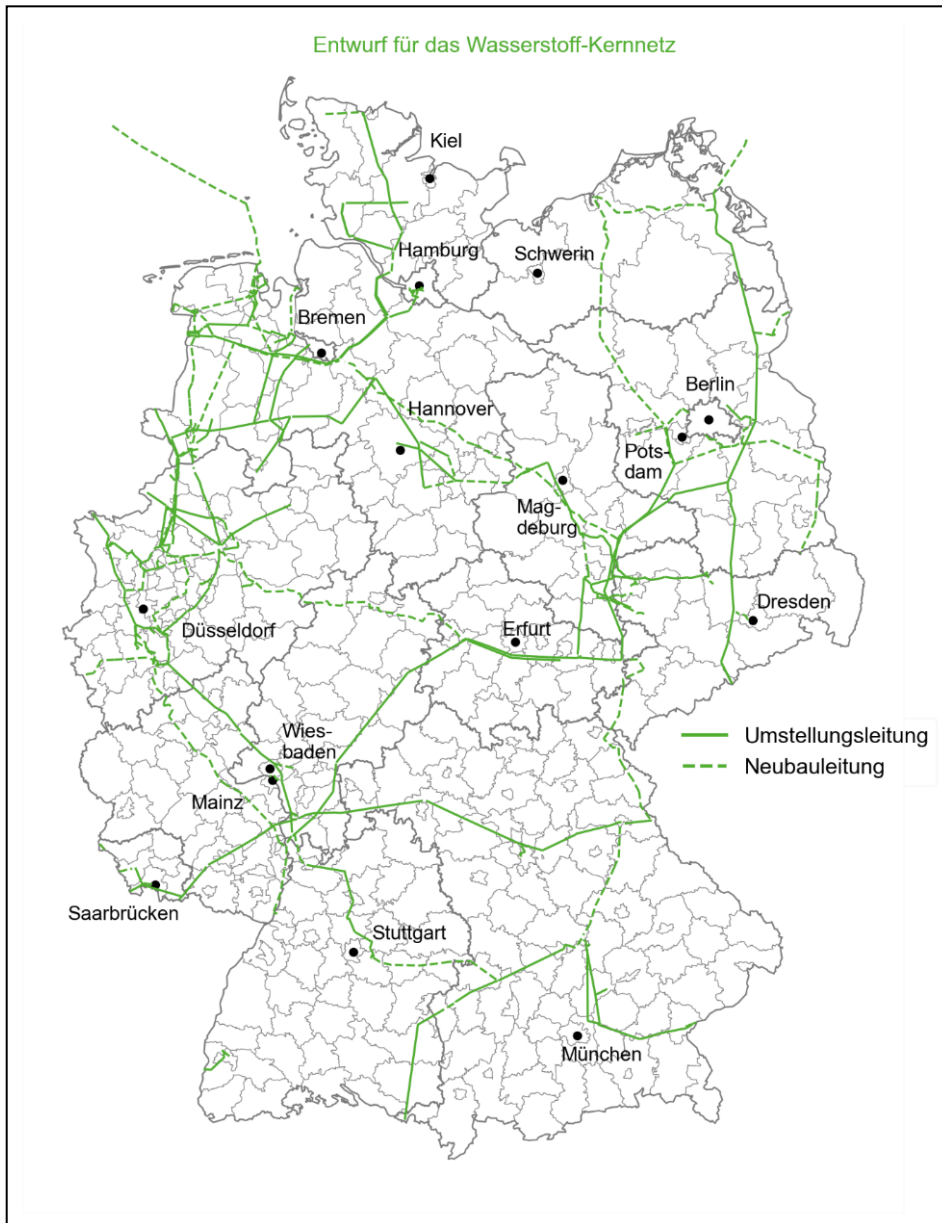 Entwurf für das Wasserstoff-Kernnetz
Kiel
Hamburg
Schwerin
Bremen
Berlin
Hannover
Pots-
dam
Mag-
deburg
Düsseldorf
Erfurt
Dresden
Wies-
baden
Umstellungsleitung
Neubauleitung
Mainz
Saarbrücken
Stuttgart
München